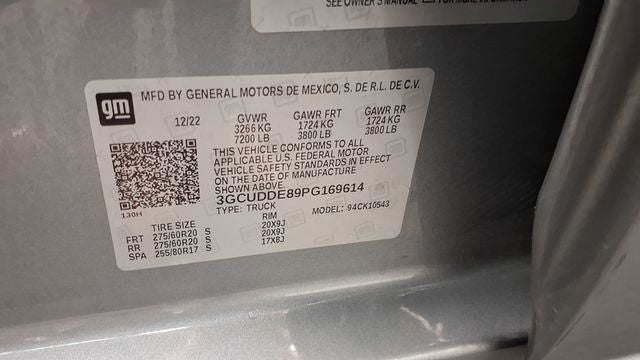 SEE OWNER'S MANUAL FOR MORE INFORMATION
gm
MFD BY GENERAL MOTORS DE MEXICO, S. DE R.L. DE C.V.
12/22 GVWR GAWR FRT GAWR RR
3266 KG 1724 KG 1724 KG
7200 LB 3800 LB 3800 LB
THIS VEHICLE CONFORMS TO ALL
APPLICABLE U.S. FEDERAL MOTOR
VEHICLE SAFETY STANDARDS IN EFFECT
ON THE DATE OF MANUFACTURE
SHOWN ABOVE.
3GCUDDE89PG169614
130H
TYPE: TRUCK MODEL: 94CK10543
TIRE SIZE RIM
FRT 275/60R20 S 20X9J
RR 275/60R20 S 20X9J
SPA 255/80R17 S 17X8J